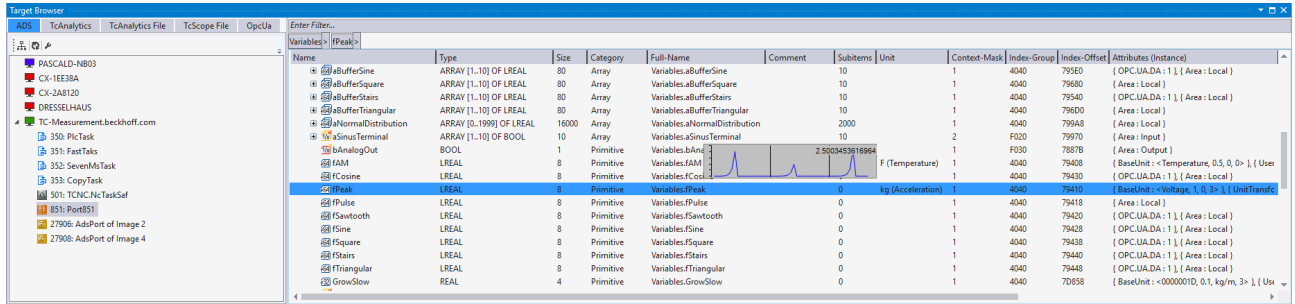 Target Browser
ADS TcAnalytics TcAnalytics File TcScope File OpcUa
Enter Filter...
Variables> fPeak>
PASCALD-NB03
CX-1EE38A
CX-2A8120
DRESSELHAUS
TC-Measurement.beckhoff.com
350: PlcTask
351: FastTaks
352: SevenMsTask
353: CopyTask
501: TCNC.NcTaskSaf
851: Port851
27906: AdsPort of Image 2
27908: AdsPort of Image 4
Name Type Size Category Full-Name Comment Subitems Unit Context-Mask Index-Group Index-Offset Attributes (Instance)
aBufferSine ARRAY [1..10] OF LREAL 80 Array Variables.aBufferSine 10 1 4040 795E0 { OPC.UA.DA : 1 }, { Area : Local }
aBufferSquare ARRAY [1..10] OF LREAL 80 Array Variables.aBufferSquare 10 1 4040 79680 { Area : Local }
aBufferStairs ARRAY [1..10] OF LREAL 80 Array Variables.aBufferStairs 10 1 4040 79540 { OPC.UA.DA : 1 }, { Area : Local }
aBufferTriangular ARRAY [1..10] OF LREAL 80 Array Variables.aBufferTriangular 10 1 4040 796D0 { Area : Local }
aNormalDistribution ARRAY [0..1999] OF LREAL 16000 Array Variables.aNormalDistribution 2000 1 4040 799A8 { Area : Local }
aSinusTerminal ARRAY [1..10] OF BOOL 10 Array Variables.aSinusTerminal 10 2 F020 79970 { Area : Input }
bAnalogOut BOOL 1 Primitive Variables.bAna 2.5003453616964 1 F030 7887B { Area : Output }
fAM LREAL 8 Primitive Variables.fAM F (Temperature) 1 4040 79408 { BaseUnit : <Temperature, 0.5, 0, 0> }, { User
fCosine LREAL 8 Primitive Variables.fCosi 1 4040 79430 { OPC.UA.DA : 1 }, { Area : Local }
fPeak LREAL 8 Primitive Variables.fPeak 0 kg (Acceleration) 1 4040 79410 { BaseUnit : <Voltage, 1, 0, 3> }, { UnitTransfc
fPulse LREAL 8 Primitive Variables.fPulse 0 1 4040 79418 { Area : Local }
fSawtooth LREAL 8 Primitive Variables.fSawtooth 0 1 4040 79420 { OPC.UA.DA : 1 }, { Area : Local }
fSine LREAL 8 Primitive Variables.fSine 0 1 4040 79428 { OPC.UA.DA : 1 }, { Area : Local }
fSquare LREAL 8 Primitive Variables.fSquare 0 1 4040 79438 { OPC.UA.DA : 1 }, { Area : Local }
fStairs LREAL 8 Primitive Variables.fStairs 0 1 4040 79440 { OPC.UA.DA : 1 }, { Area : Local }
fTriangular LREAL 8 Primitive Variables.fTriangular 0 1 4040 79448 { OPC.UA.DA : 1 }, { Area : Local }
GrowSlow REAL 4 Primitive Variables.GrowSlow 0 1 4040 7D858 { BaseUnit : <0000001D, 0.1, kg/m, 3> }, { Use